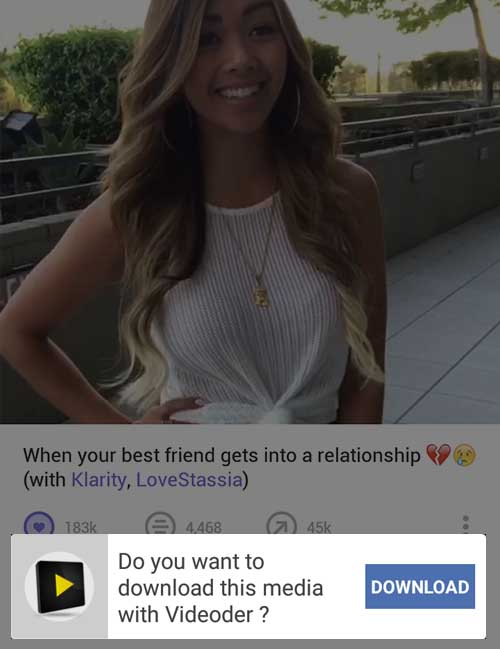 When your best friend gets into a relationship 💔😢
(with Klarity, LoveStassia)
183k 4,468 45k
Do you want to
download this media
with Videoder ?
DOWNLOAD